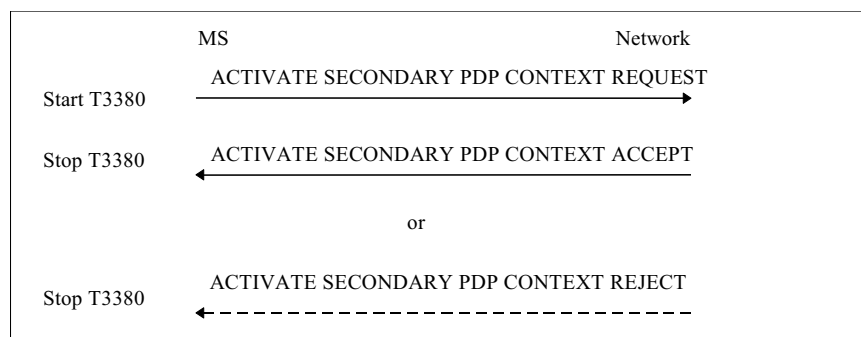 MS Network
ACTIVATE SECONDARY PDP CONTEXT REQUEST
Start T3380
ACTIVATE SECONDARY PDP CONTEXT ACCEPT
Stop T3380
or
ACTIVATE SECONDARY PDP CONTEXT REJECT
Stop T3380